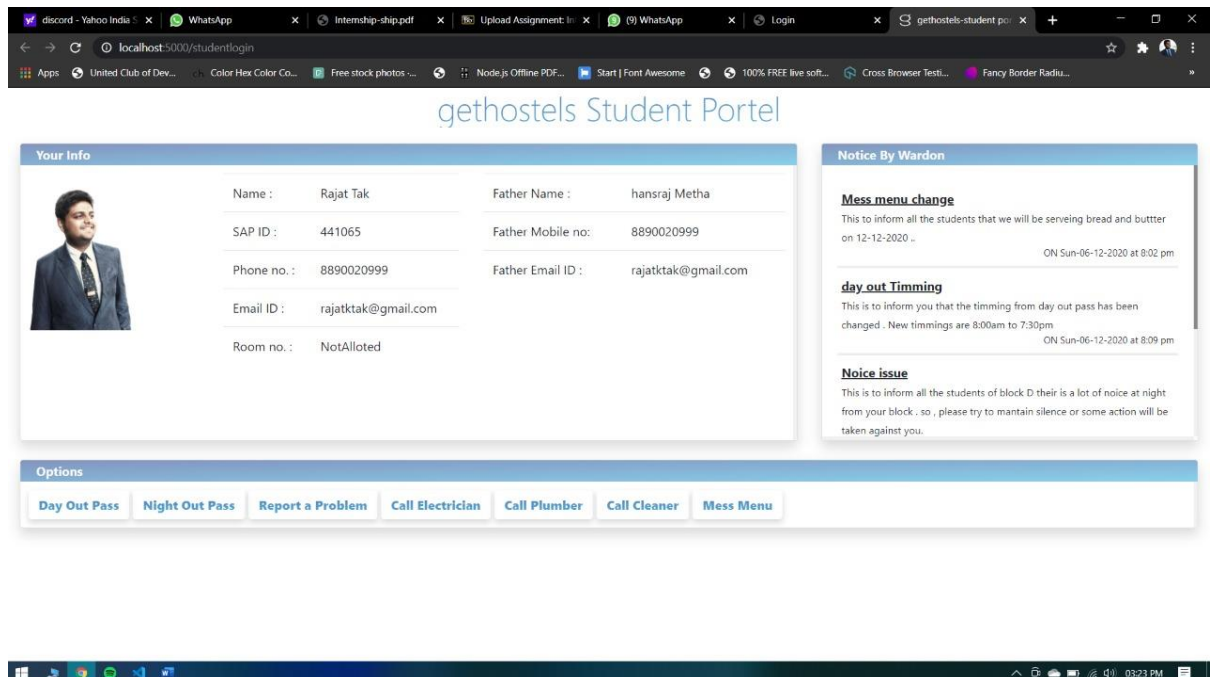 discord - Yahoo India S
WhatsApp
Internship-ship.pdf
Upload Assignment: In
(9) WhatsApp
Login
gethostels-student por
localhost:5000/studentlogin
Apps
United Club of Dev...
Color Hex Color Co...
Free stock photos -...
Node.js Offline PDF...
Start | Font Awesome
100% FREE live soft...
Cross Browser Testi...
Fancy Border Radiu...
»
gethostels Student Portel
Your Info
Name : Rajat Tak
SAP ID : 441065
Phone no. : 8890020999
Email ID : rajatktak@gmail.com
Room no. : NotAlloted
Father Name : hansraj Metha
Father Mobile no: 8890020999
Father Email ID : rajatktak@gmail.com
Notice By Wardon
Mess menu change
This to inform all the students that we will be serveing bread and buttter
on 12-12-2020 ..
ON Sun-06-12-2020 at 8:02 pm
day out Timming
This is to inform you that the timming from day out pass has been
changed . New timmings are 8:00am to 7:30pm
ON Sun-06-12-2020 at 8:09 pm
Noice issue
This is to inform all the students of block D their is a lot of noice at night
from your block . so , please try to mantain silence or some action will be
taken against you.
Options
Day Out Pass
Night Out Pass
Report a Problem
Call Electrician
Call Plumber
Call Cleaner
Mess Menu
03:23 PM